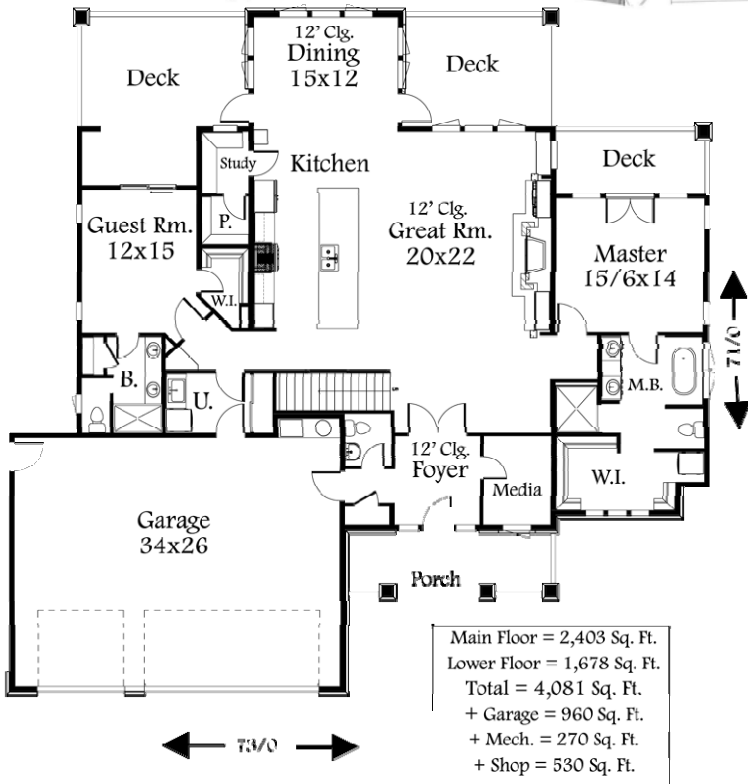 12' Clg.
Dining
15x12
Deck
Deck
Study
Kitchen
Deck
P.
Guest Rm.
12x15
12' Clg.
Great Rm.
20x22
Master
15/6x14
W.I.
71/0
B.
U.
M.B.
12' Clg.
Foyer
Media
W.I.
Garage
34x26
Porch
Main Floor = 2,403 Sq. Ft.
Lower Floor = 1,678 Sq. Ft.
Total = 4,081 Sq. Ft.
+ Garage = 960 Sq. Ft.
+ Mech. = 270 Sq. Ft.
+ Shop = 530 Sq. Ft.
73/0